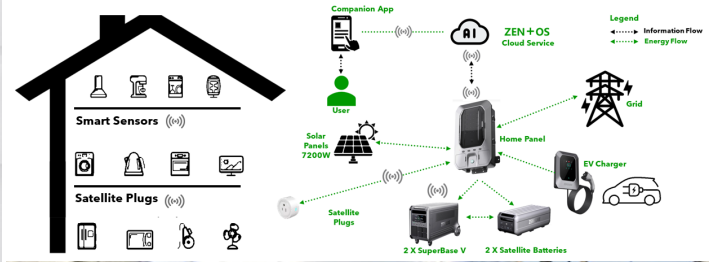 Companion App
AI
ZEN+OS
Cloud Service
Legend
Information Flow
Energy Flow
User
Smart Sensors
Solar
Panels
7200W
Home Panel
Grid
EV Charger
Satellite Plugs
Satellite
Plugs
2 X SuperBase V
2 X Satellite Batteries